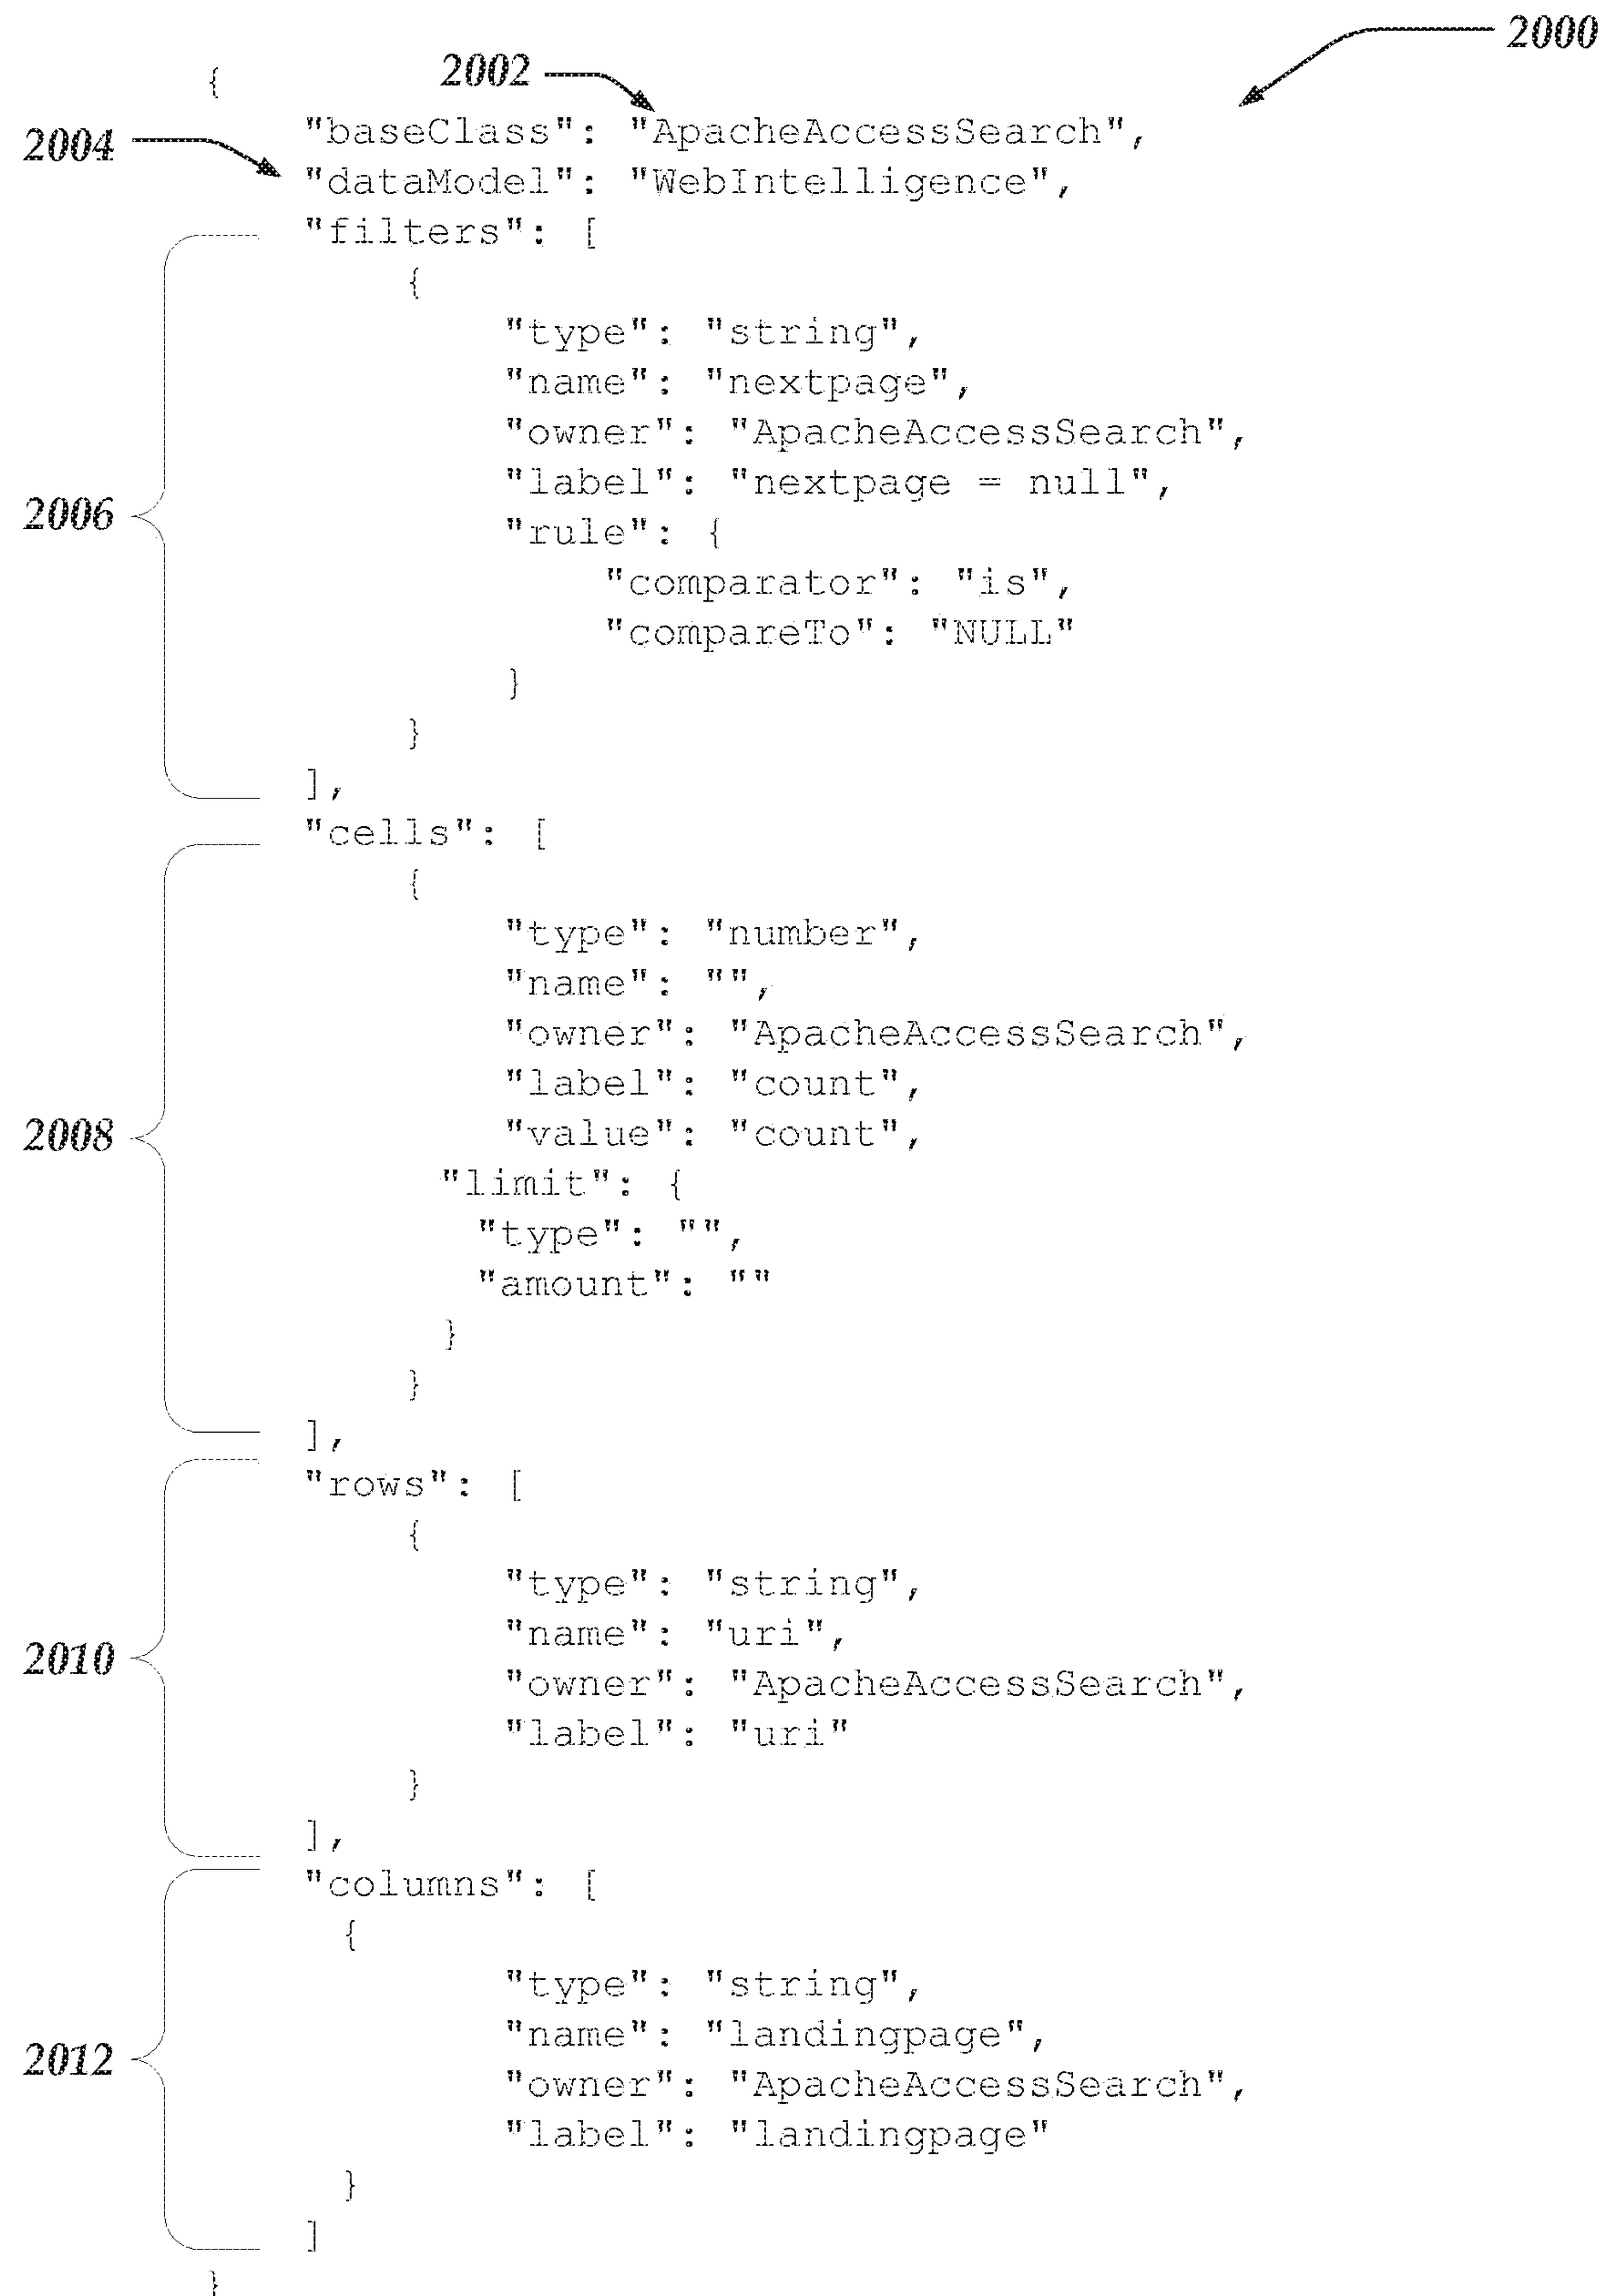 2000
{
2002
"baseClass": "ApacheAccessSearch",
2004
"dataModel": "WebIntelligence",
"filters": [
{
"type": "string",
"name": "nextpage",
"owner": "ApacheAccessSearch",
"label": "nextpage = null",
2006
"rule": {
"comparator": "is",
"compareTo": "NULL"
}
}
],
"cells": [
{
"type": "number",
"name": "",
"owner": "ApacheAccessSearch",
"label": "count",
2008
"value": "count",
"limit": {
"type": "",
"amount": ""
}
}
],
"rows": [
{
"type": "string",
"name": "uri",
2010
"owner": "ApacheAccessSearch",
"label": "uri"
}
],
"columns": [
{
"type": "string",
"name": "landingpage",
2012
"owner": "ApacheAccessSearch",
"label": "landingpage"
}
]
}